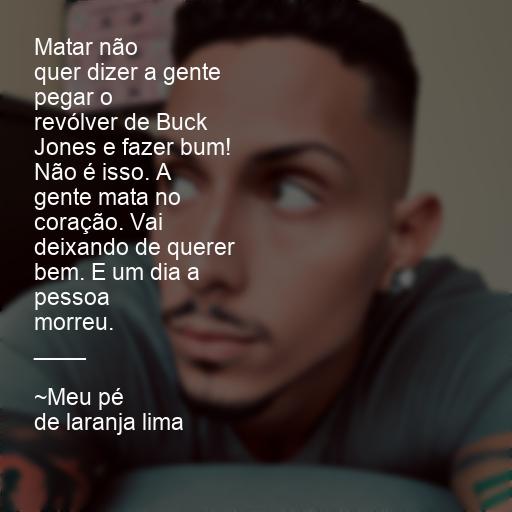 Matar não
quer dizer a gente
pegar o
revólver de Buck
Jones e fazer bum!
Não é isso. A
gente mata no
coração. Vai
deixando de querer
bem. E um dia a
pessoa
morreu.
____
~Meu pé
de laranja lima